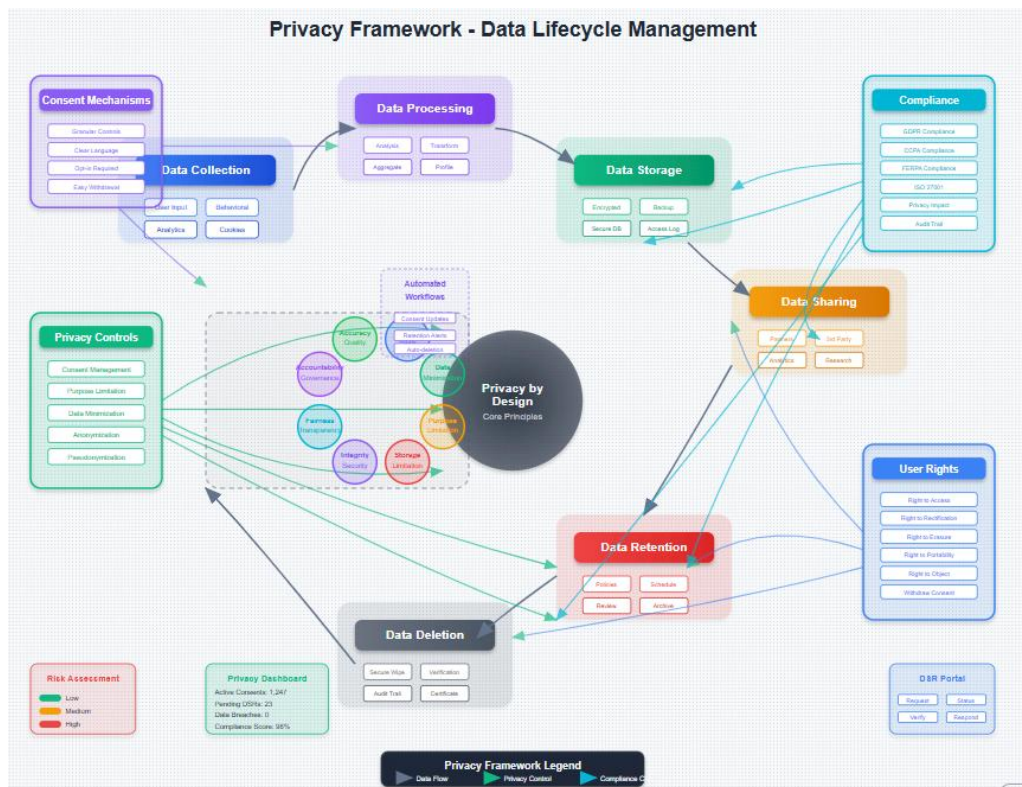 Privacy Framework - Data Lifecycle Management
Consent Mechanisms
Granular Controls
Clear Language
Opt-in Required
Easy Withdrawal
Data Collection
User Input
Behavioral
Analytics
Cookies
Data Processing
Analysis
Transform
Aggregate
Profile
Data Storage
Encrypted
Backup
Secure DB
Access Log
Compliance
GDPR Compliance
CCPA Compliance
FERPA Compliance
ISO 27001
Privacy Impact
Audit Trail
Data Sharing
Partners
3rd Party
Analytics
Research
Automated
Workflows
Consent Updates
Retention Alerts
Auto-deletion
Privacy Controls
Consent Management
Purpose Limitation
Data Minimization
Anonymization
Pseudonymization
Accuracy
Quality
Accountability
Governance
Data
Minimization
Fairness
Transparency
Purpose
Limitation
Integrity
Security
Storage
Limitation
Privacy by
Design
Core Principles
User Rights
Right to Access
Right to Rectification
Right to Erasure
Right to Portability
Right to Object
Withdraw Consent
Data Retention
Policies
Schedule
Review
Archive
Data Deletion
Secure Wipe
Verification
Audit Trail
Certificate
Risk Assessment
Low
Medium
High
Privacy Dashboard
Active Consents: 1,247
Pending DSRs: 23
Data Breaches: 0
Compliance Score: 98%
DSR Portal
Request
Status
Verify
Respond
Privacy Framework Legend
Data Flow
Privacy Control
Compliance C